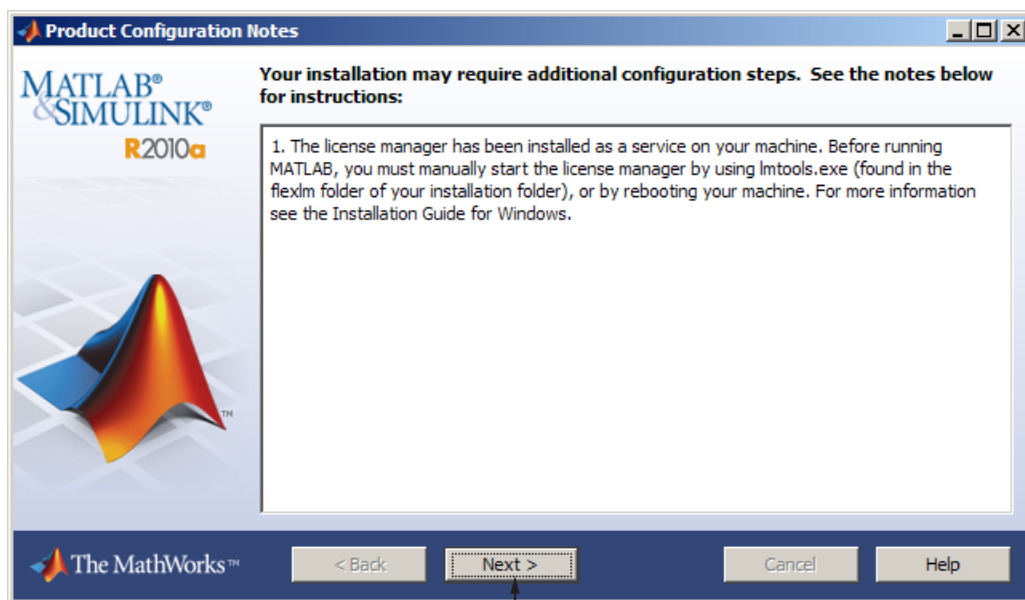 Product Configuration Notes
MATLAB®
&SIMULINK®
R2010a
Your installation may require additional configuration steps.  See the notes below
for instructions:
1. The license manager has been installed as a service on your machine. Before running
MATLAB, you must manually start the license manager by using lmtools.exe (found in the
flexlm folder of your installation folder), or by rebooting your machine. For more information
see the Installation Guide for Windows.
TM
The MathWorks™
< Back
Next >
Cancel
Help